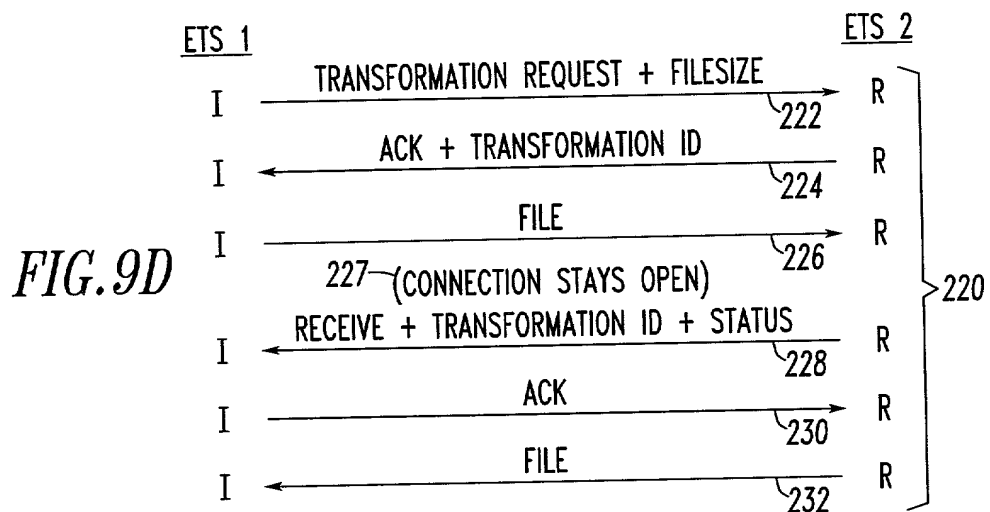 ETS 1 ETS 2
TRANSFORMATION REQUEST + FILESIZE
I 222 R
ACK + TRANSFORMATION ID
I 224 R
FILE
I 226 R
FIG.9D 227 (CONNECTION STAYS OPEN) 220
RECEIVE + TRANSFORMATION ID + STATUS
I 228 R
ACK
I 230 R
FILE
I 232 R